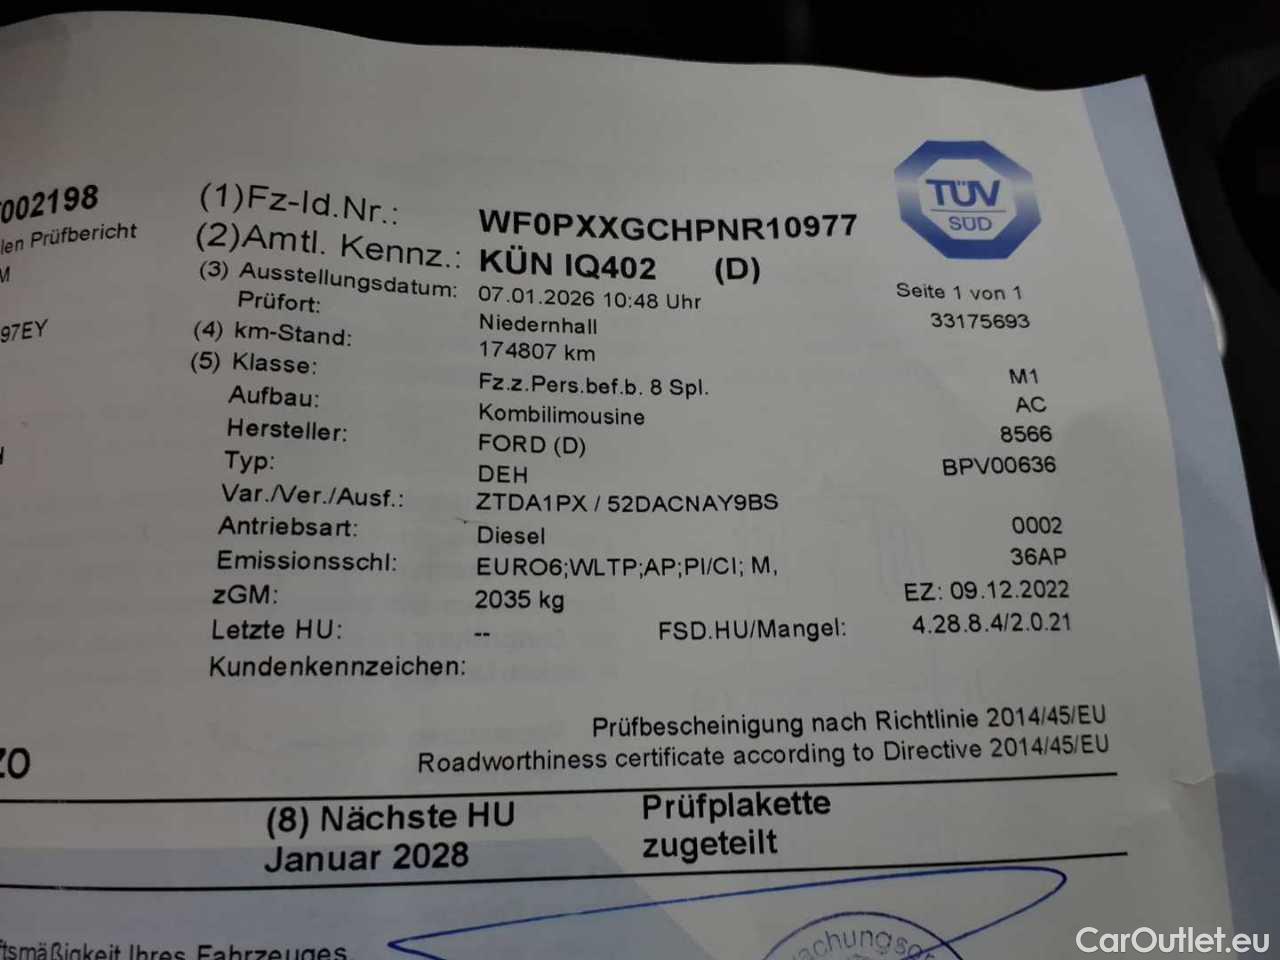 TÜV
SÜD
002198
len Prüfbericht
M
97EY
(1)Fz-Id.Nr.: WF0PXXGCHPNR10977
(2)Amtl. Kennz.: KÜN IQ402 (D)
(3) Ausstellungsdatum: 07.01.2026 10:48 Uhr Seite 1 von 1
Prüfort: Niedernhall 33175693
(4) km-Stand: 174807 km
(5) Klasse: Fz.z.Pers.bef.b. 8 Spl. M1
Aufbau: Kombilimousine AC
Hersteller: FORD (D) 8566
Typ: DEH BPV00636
Var./Ver./Ausf.: ZTDA1PX / 52DACNAY9BS
Antriebsart: Diesel 0002
Emissionsschl: EURO6;WLTP;AP;PI/CI; M, 36AP
zGM: 2035 kg EZ: 09.12.2022
Letzte HU: -- FSD.HU/Mangel: 4.28.8.4/2.0.21
Kundenkennzeichen:
Prüfbescheinigung nach Richtlinie 2014/45/EU
Roadworthiness certificate according to Directive 2014/45/EU
ZO
(8) Nächste HU Prüfplakette
Januar 2028 zugeteilt
ftsmäßigkeit Ihres Fahrzeuges
CarOutlet.eu